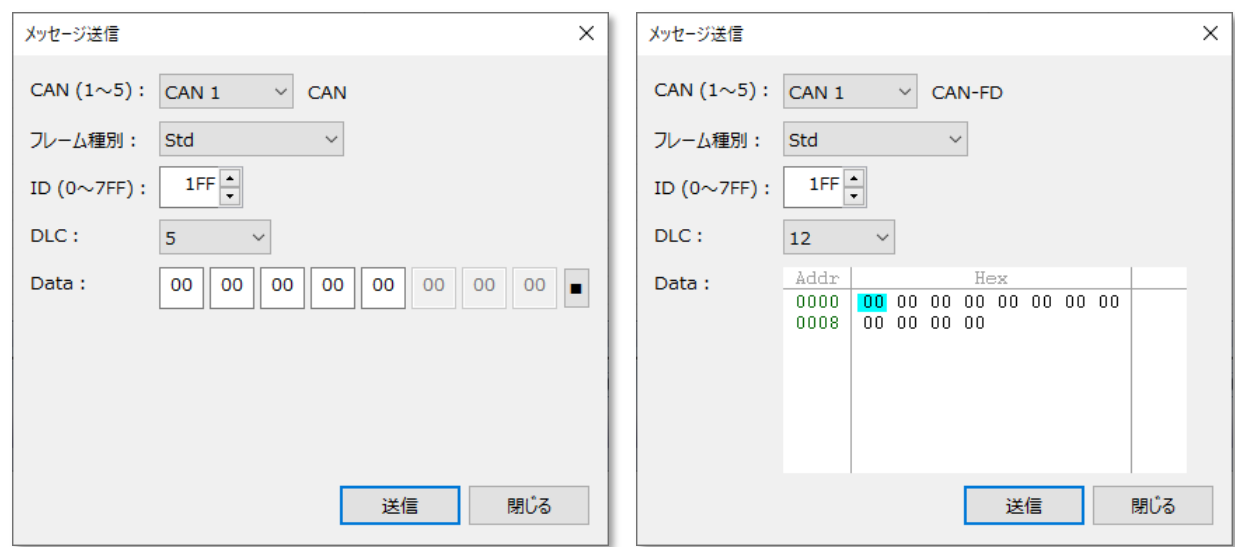 メッセージ送信
CAN (1～5) : CAN 1 CAN
フレーム種別 : Std
ID (0～7FF) : 1FF
DLC : 5
Data : 00 00 00 00 00 00 00 00 ■
送信 閉じる
メッセージ送信
CAN (1～5) : CAN 1 CAN-FD
フレーム種別 : Std
ID (0～7FF) : 1FF
DLC : 12
Data : Addr Hex
0000 00 00 00 00 00 00 00 00
0008 00 00 00 00
送信 閉じる